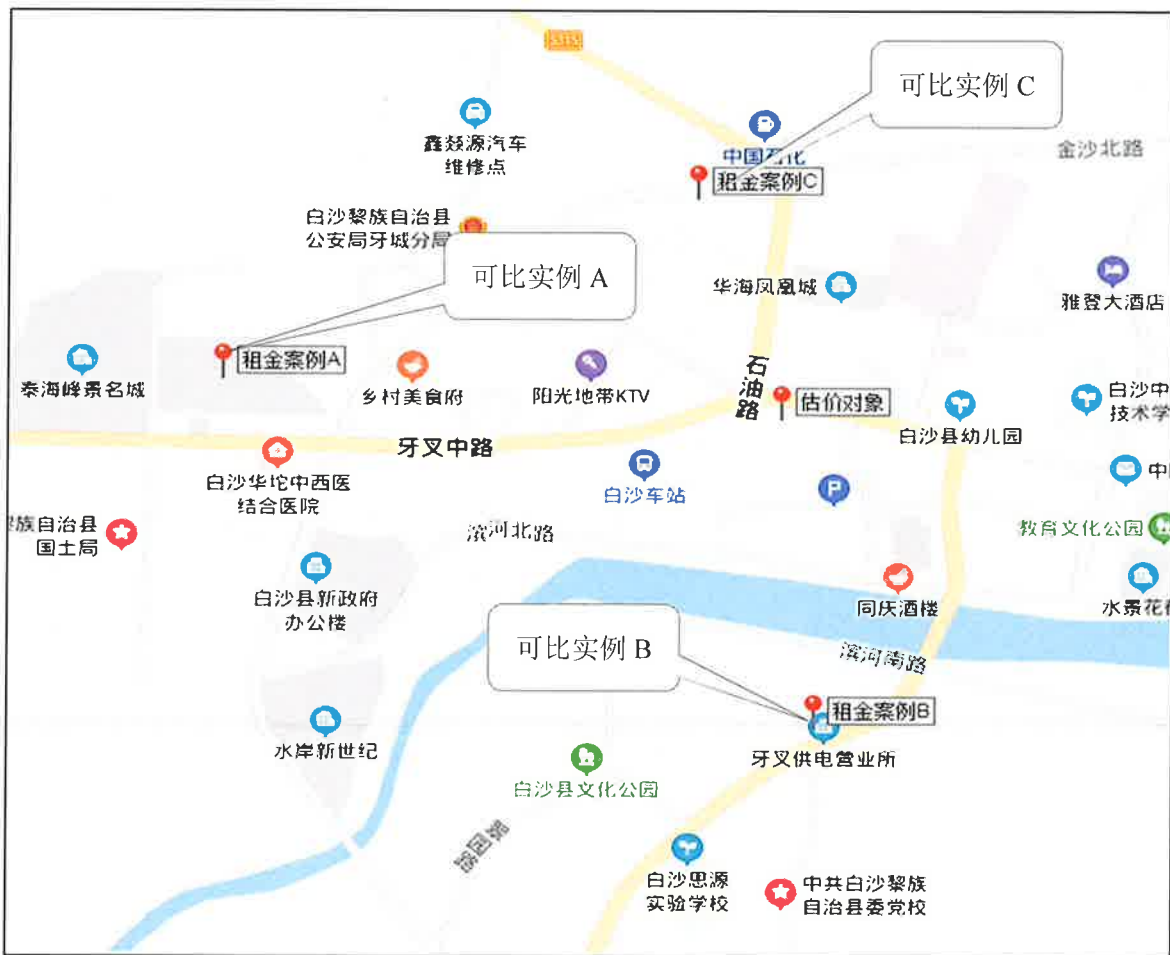 可比实例 C
鑫燚源汽车
维修点
中国石化
金沙北路
租金案例C
白沙黎族自治县
公安局牙城分局
可比实例 A
华海凤凰城
雅登大酒店
泰海峰景名城
租金案例A
乡村美食府
阳光地带KTV
石油路
估价对象
白沙中
技术学
白沙县幼儿园
牙叉中路
白沙华坨中西医
结合医院
白沙车站
P
中国
族自治县
国土局
滨河北路
教育文化公园
白沙县新政府
办公楼
同庆酒楼
水景花
可比实例 B
滨河南路
租金案例B
水岸新世纪
牙叉供电营业所
白沙县文化公园
白沙思源
实验学校
中共白沙黎族
自治县委党校